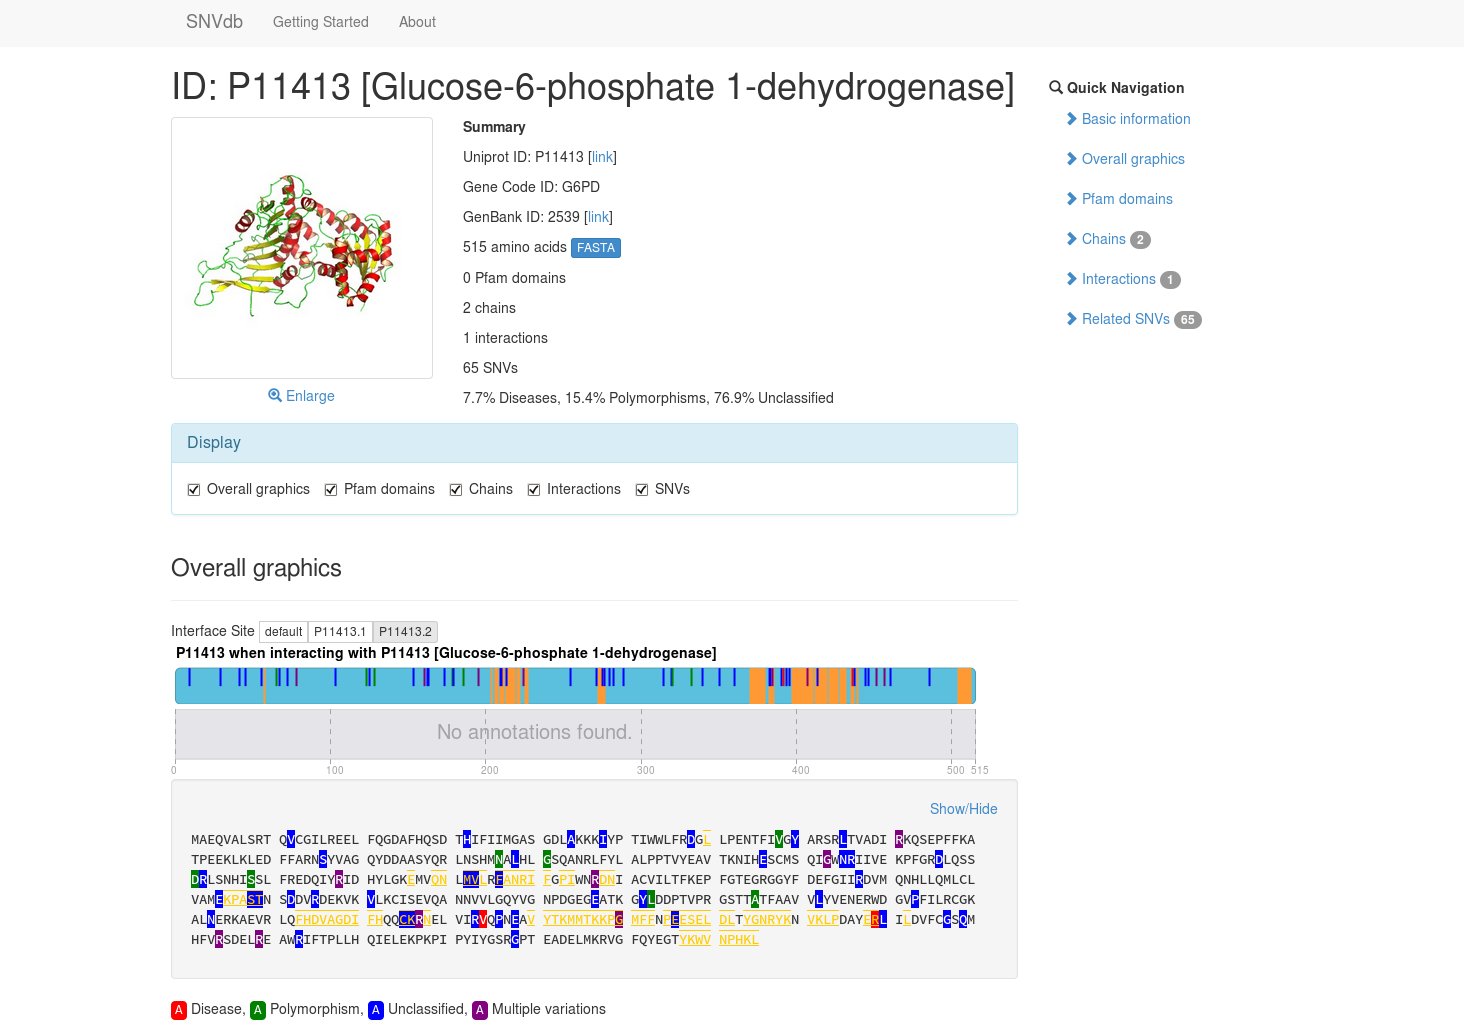 SNVdb Getting Started About
ID: P11413 [Glucose-6-phosphate 1-dehydrogenase]
Summary
Uniprot ID: P11413 [link]
Gene Code ID: G6PD
GenBank ID: 2539 [link]
515 amino acids FASTA
0 Pfam domains
2 chains
1 interactions
65 SNVs
7.7% Diseases, 15.4% Polymorphisms, 76.9% Unclassified
Enlarge
Quick Navigation
Basic information
Overall graphics
Pfam domains
Chains 2
Interactions 1
Related SNVs 65
Display
Overall graphics Pfam domains Chains Interactions SNVs
Overall graphics
Interface Site default P11413.1 P11413.2
P11413 when interacting with P11413 [Glucose-6-phosphate 1-dehydrogenase]
No annotations found.
0 100 200 300 400 500 515
Show/Hide
MAEQVALSRT QVCGILREEL FQGDAFHQSD THIFIIMGAS GDLAKKKIYP TIWWLFRDGL LPENTFIVGY ARSRLTVADI RKQSEPFFKA
TPEEKLKLED FFARNSYVAG QYDDAASYQR LNSHMNALHL GSQANRLFYL ALPPTVYEAV TKNIHESCMS QIGWNRIIVE KPFGRDLQSS
DRLSNHISSL FREDQIYRID HYLGKEMVQN LMVLRFANRI FGPIWNRDNI ACVILTFKEP FGTEGRGGYF DEFGIIRDVM QNHLLQMLCL
VAMEKPASTN SDDVRDEKVK VLKCISEVQA NNVVLGQYVG NPDGEGEATK GYLDDPTVPR GSTTATFAAV VLYVENERWD GVPFILRCGK
ALNERKAEVR LQFHDVAGDI FHQQCKRNEL VIRVQPNEAV YTKMMTKKPG MFFNPEESEL DLTYGNRYKN VKLPDAYERL ILDVFCGSQM
HFVRSDELRE AWRIFTPLLH QIELEKPKPI PYIYGSRGPT EADELMKRVG FQYEGTYKWV NPHKL
A Disease, A Polymorphism, A Unclassified, A Multiple variations